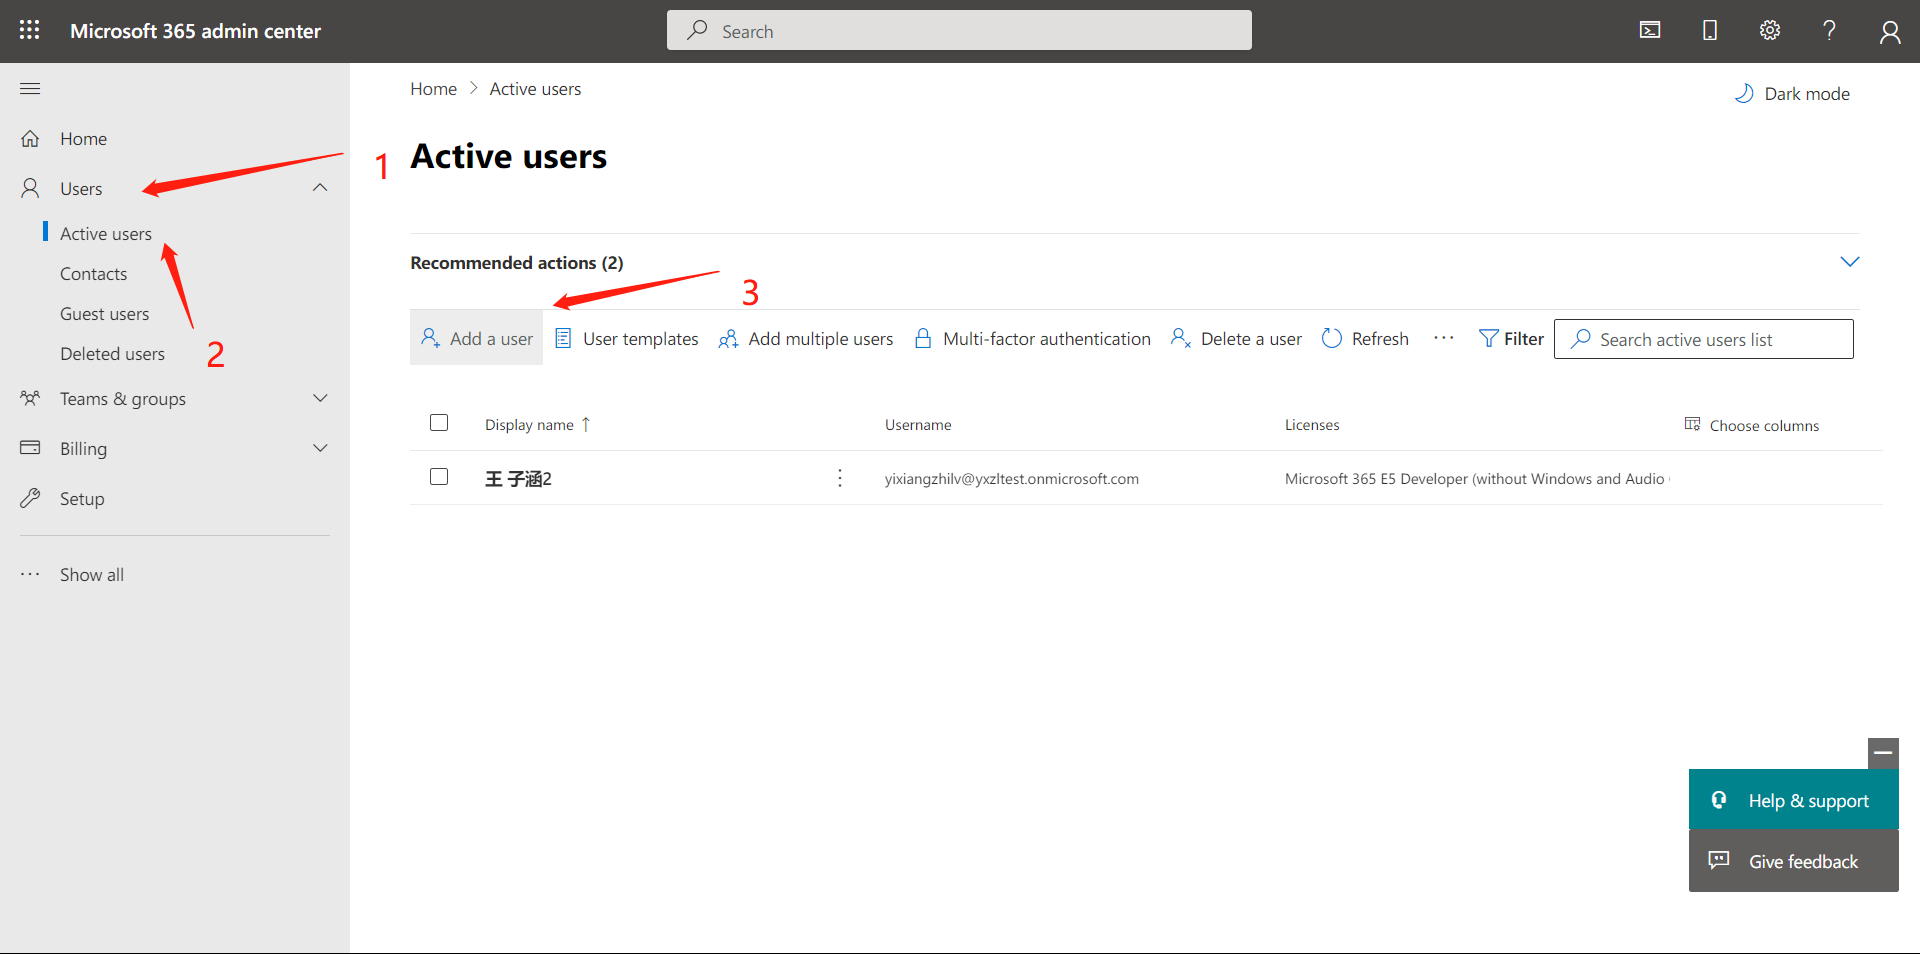 Microsoft 365 admin center
Search
Home
Users
Active users
Contacts
Guest users
Deleted users
Teams & groups
Billing
Setup
Show all
1
2
Home > Active users
Dark mode
Active users
Recommended actions (2)
3
Add a user User templates Add multiple users Multi-factor authentication Delete a user Refresh ... Filter Search active users list
Display name ↑ Username Licenses Choose columns
王 子涵2 yixiangzhilv@yxzltest.onmicrosoft.com Microsoft 365 E5 Developer (without Windows and Audio
Help & support
Give feedback